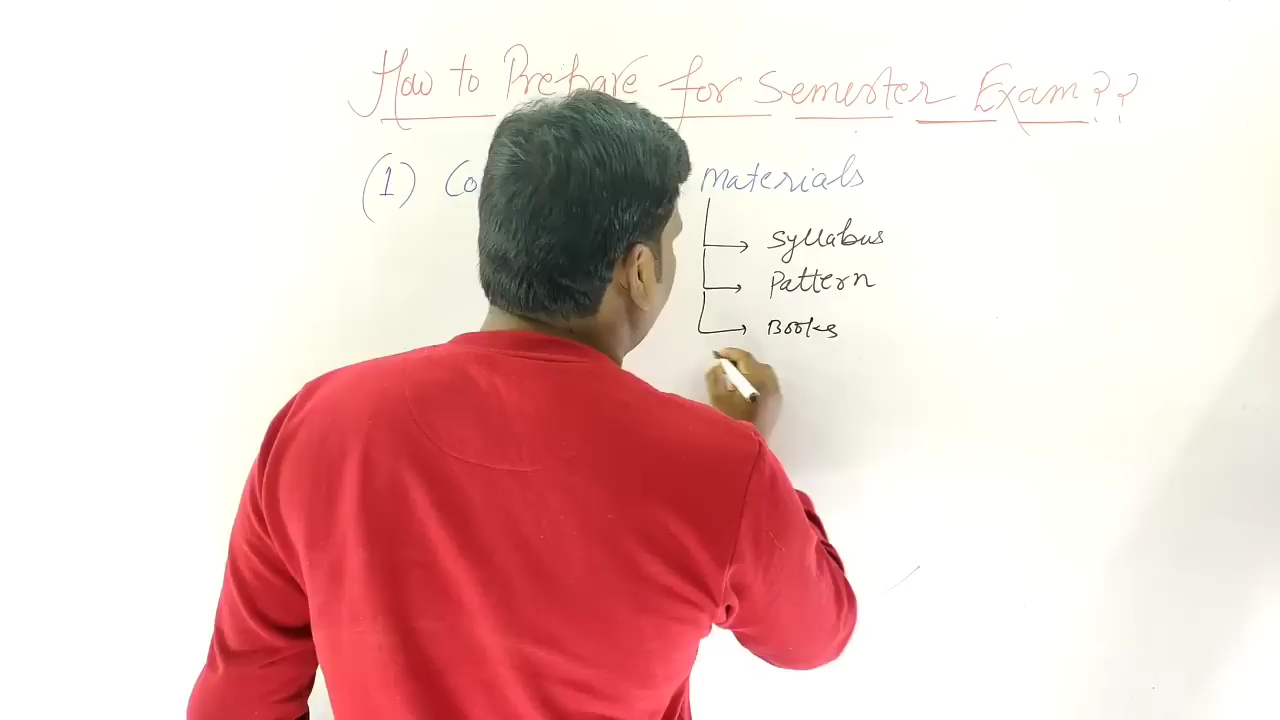 How to Prepare for Semester Exam ??
(1) Co materials
Syllabus
Pattern
Books